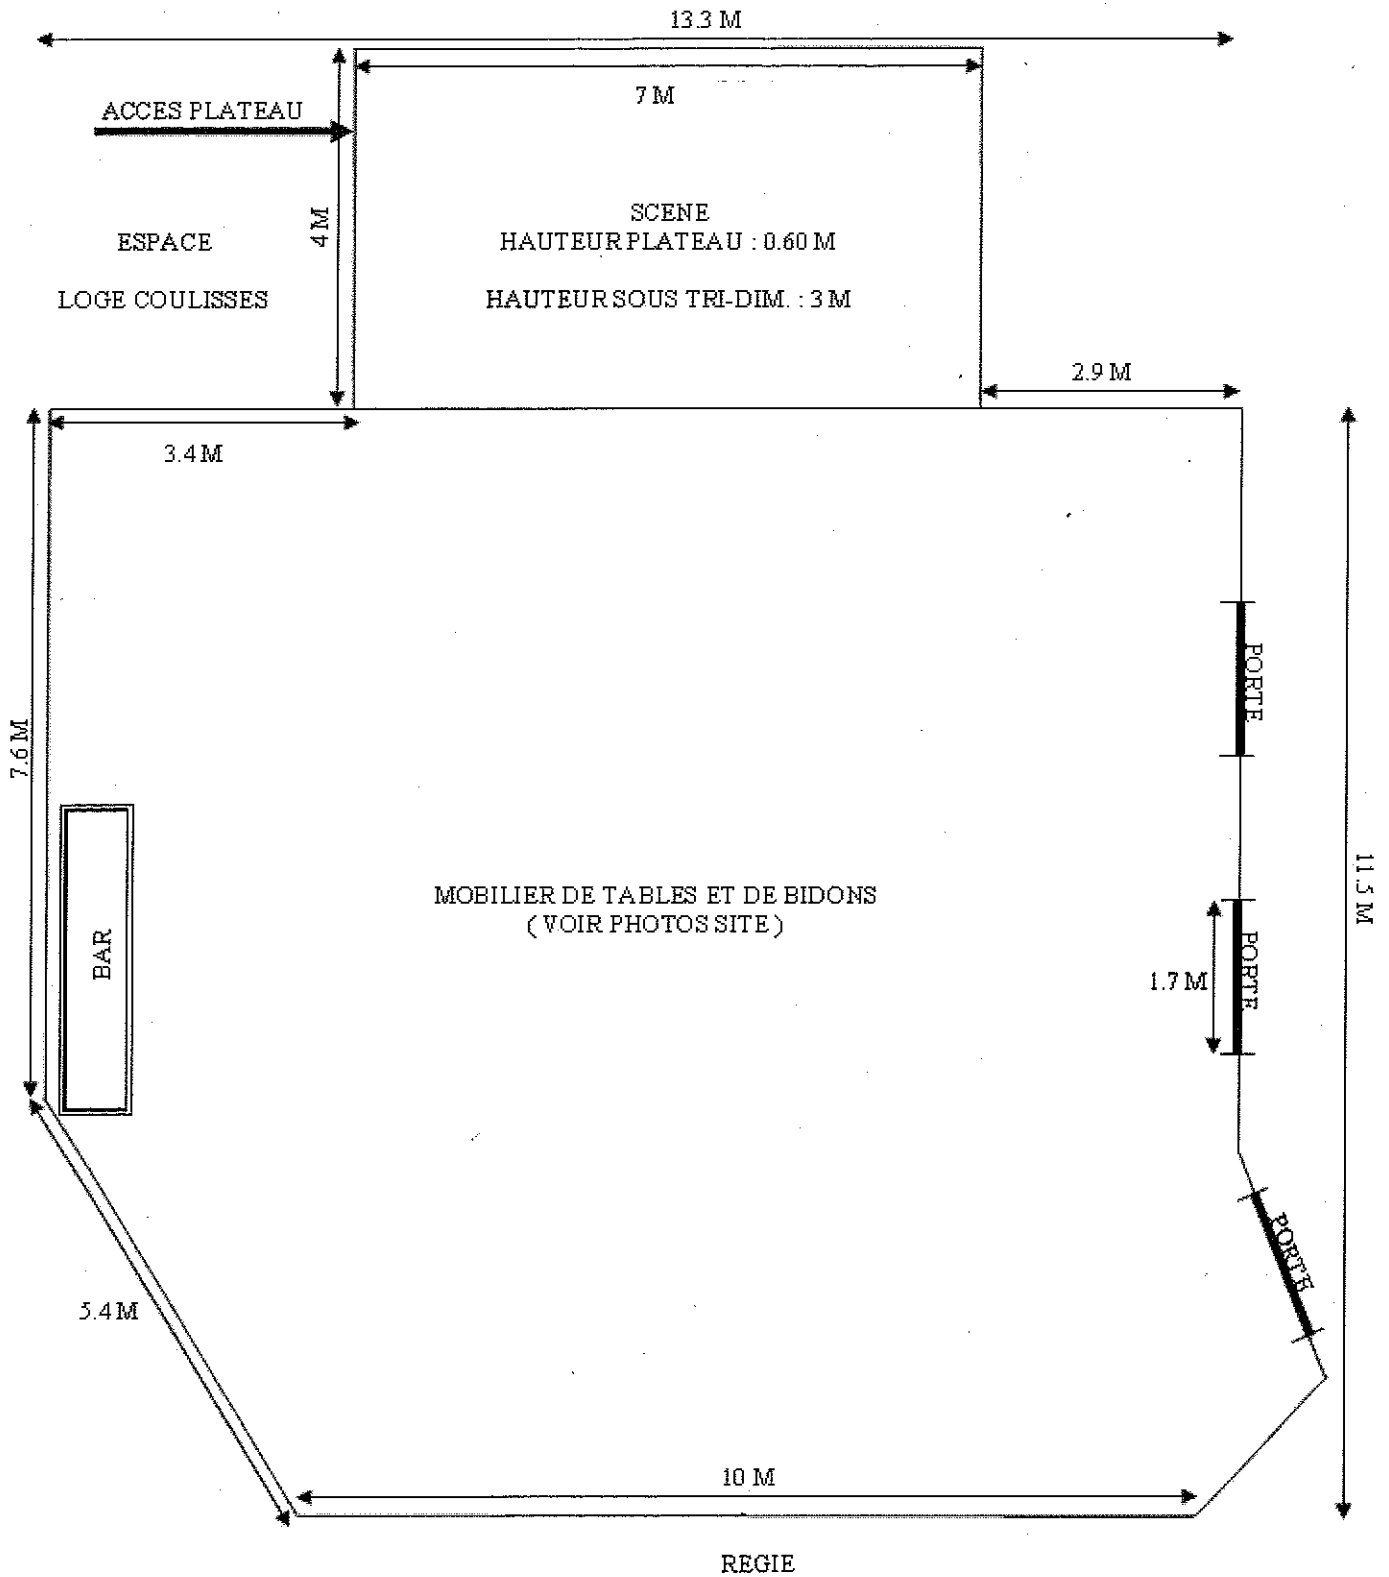 13.3 M
7 M
ACCES PLATEAU
4 M
SCENE
HAUTEUR PLATEAU : 0.60 M
HAUTEUR SOUS TRI-DIM. : 3 M
ESPACE
LOGE COULISSES
2.9 M
3.4 M
PORTE
7.6 M
11.5 M
MOBILIER DE TABLES ET DE BIDONS
( VOIR PHOTOS SITE )
BAR
PORTE
1.7 M
PORTE
5.4 M
10 M
REGIE